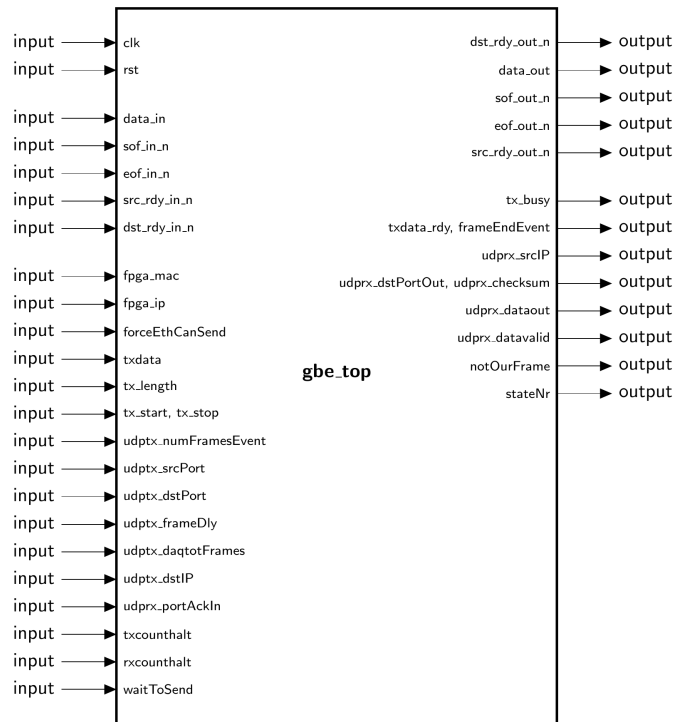 input clk dst_rdy_out_n output
input rst data_out output
sof_out_n output
input data_in eof_out_n output
input sof_in_n src_rdy_out_n output
input eof_in_n
input src_rdy_in_n tx_busy output
input dst_rdy_in_n txdata_rdy, frameEndEvent output
udprx_srcIP output
input fpga_mac udprx_dstPortOut, udprx_checksum output
input fpga_ip udprx_dataout output
input forceEthCanSend udprx_datavalid output
input txdata notOurFrame output
gbe_top
input tx_length stateNr output
input tx_start, tx_stop
input udptx_numFramesEvent
input udptx_srcPort
input udptx_dstPort
input udptx_frameDly
input udptx_daqtotFrames
input udptx_dstIP
input udprx_portAckIn
input txcounthalt
input rxcounthalt
input waitToSend